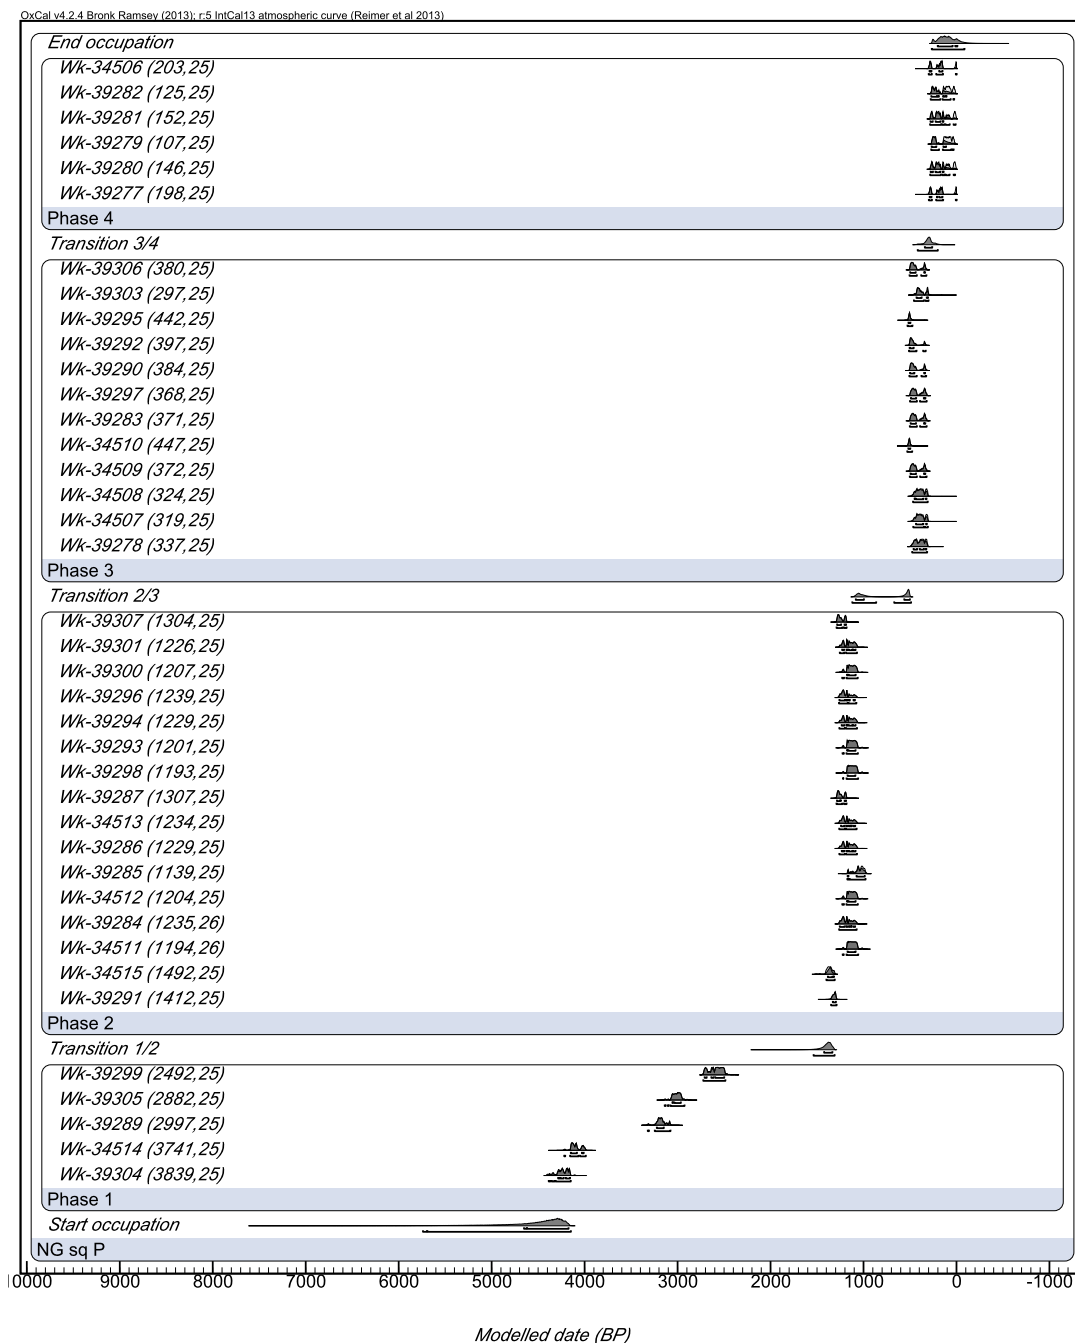 OxCal v4.2.4 Bronk Ramsey (2013); r:5 IntCal13 atmospheric curve (Reimer et al 2013)
End occupation
Wk-34506 (203,25)
Wk-39282 (125,25)
Wk-39281 (152,25)
Wk-39279 (107,25)
Wk-39280 (146,25)
Wk-39277 (198,25)
Phase 4
Transition 3/4
Wk-39306 (380,25)
Wk-39303 (297,25)
Wk-39295 (442,25)
Wk-39292 (397,25)
Wk-39290 (384,25)
Wk-39297 (368,25)
Wk-39283 (371,25)
Wk-34510 (447,25)
Wk-34509 (372,25)
Wk-34508 (324,25)
Wk-34507 (319,25)
Wk-39278 (337,25)
Phase 3
Transition 2/3
Wk-39307 (1304,25)
Wk-39301 (1226,25)
Wk-39300 (1207,25)
Wk-39296 (1239,25)
Wk-39294 (1229,25)
Wk-39293 (1201,25)
Wk-39298 (1193,25)
Wk-39287 (1307,25)
Wk-34513 (1234,25)
Wk-39286 (1229,25)
Wk-39285 (1139,25)
Wk-34512 (1204,25)
Wk-39284 (1235,26)
Wk-34511 (1194,26)
Wk-34515 (1492,25)
Wk-39291 (1412,25)
Phase 2
Transition 1/2
Wk-39299 (2492,25)
Wk-39305 (2882,25)
Wk-39289 (2997,25)
Wk-34514 (3741,25)
Wk-39304 (3839,25)
Phase 1
Start occupation
NG sq P
10000 9000 8000 7000 6000 5000 4000 3000 2000 1000 0 -1000
Modelled date (BP)